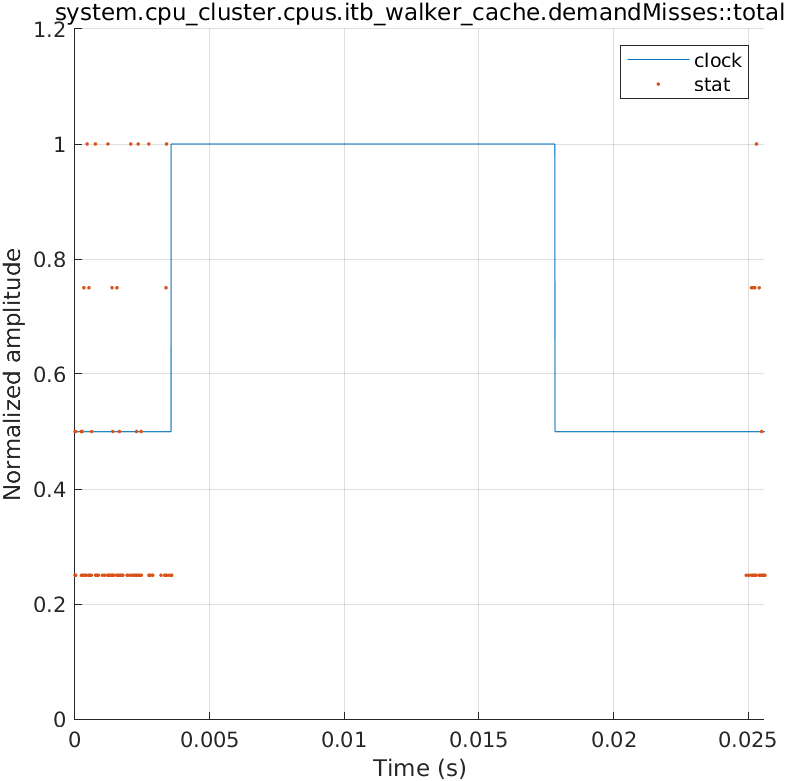 system.cpu_cluster.cpus.itb_walker_cache.demandMisses::total
1.2
clock
stat
1
0.8
0.6
0.4
0.2
0
Normalized amplitude
0 0.005 0.01 0.015 0.02 0.025
Time (s)